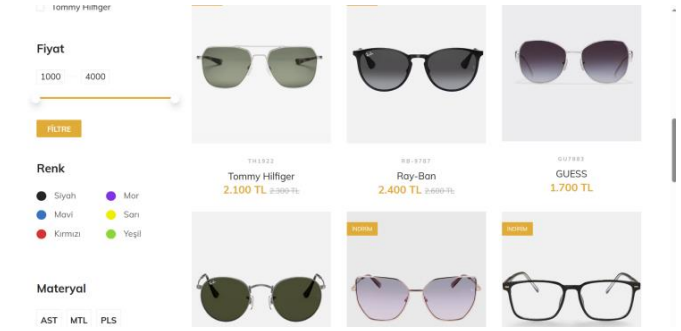 Tommy Hilfiger
Fiyat
1000 4000
FİLTRE
Renk
Siyah Mor
Mavi Sarı
Kırmızı Yeşil
Materyal
AST MTL PLS
TH1922
Tommy Hilfiger
2.100 TL 2.300 TL
Ray-Ban
2.400 TL 2.600 TL
GU7883
GUESS
1.700 TL
İNDİRİM
İNDİRİM